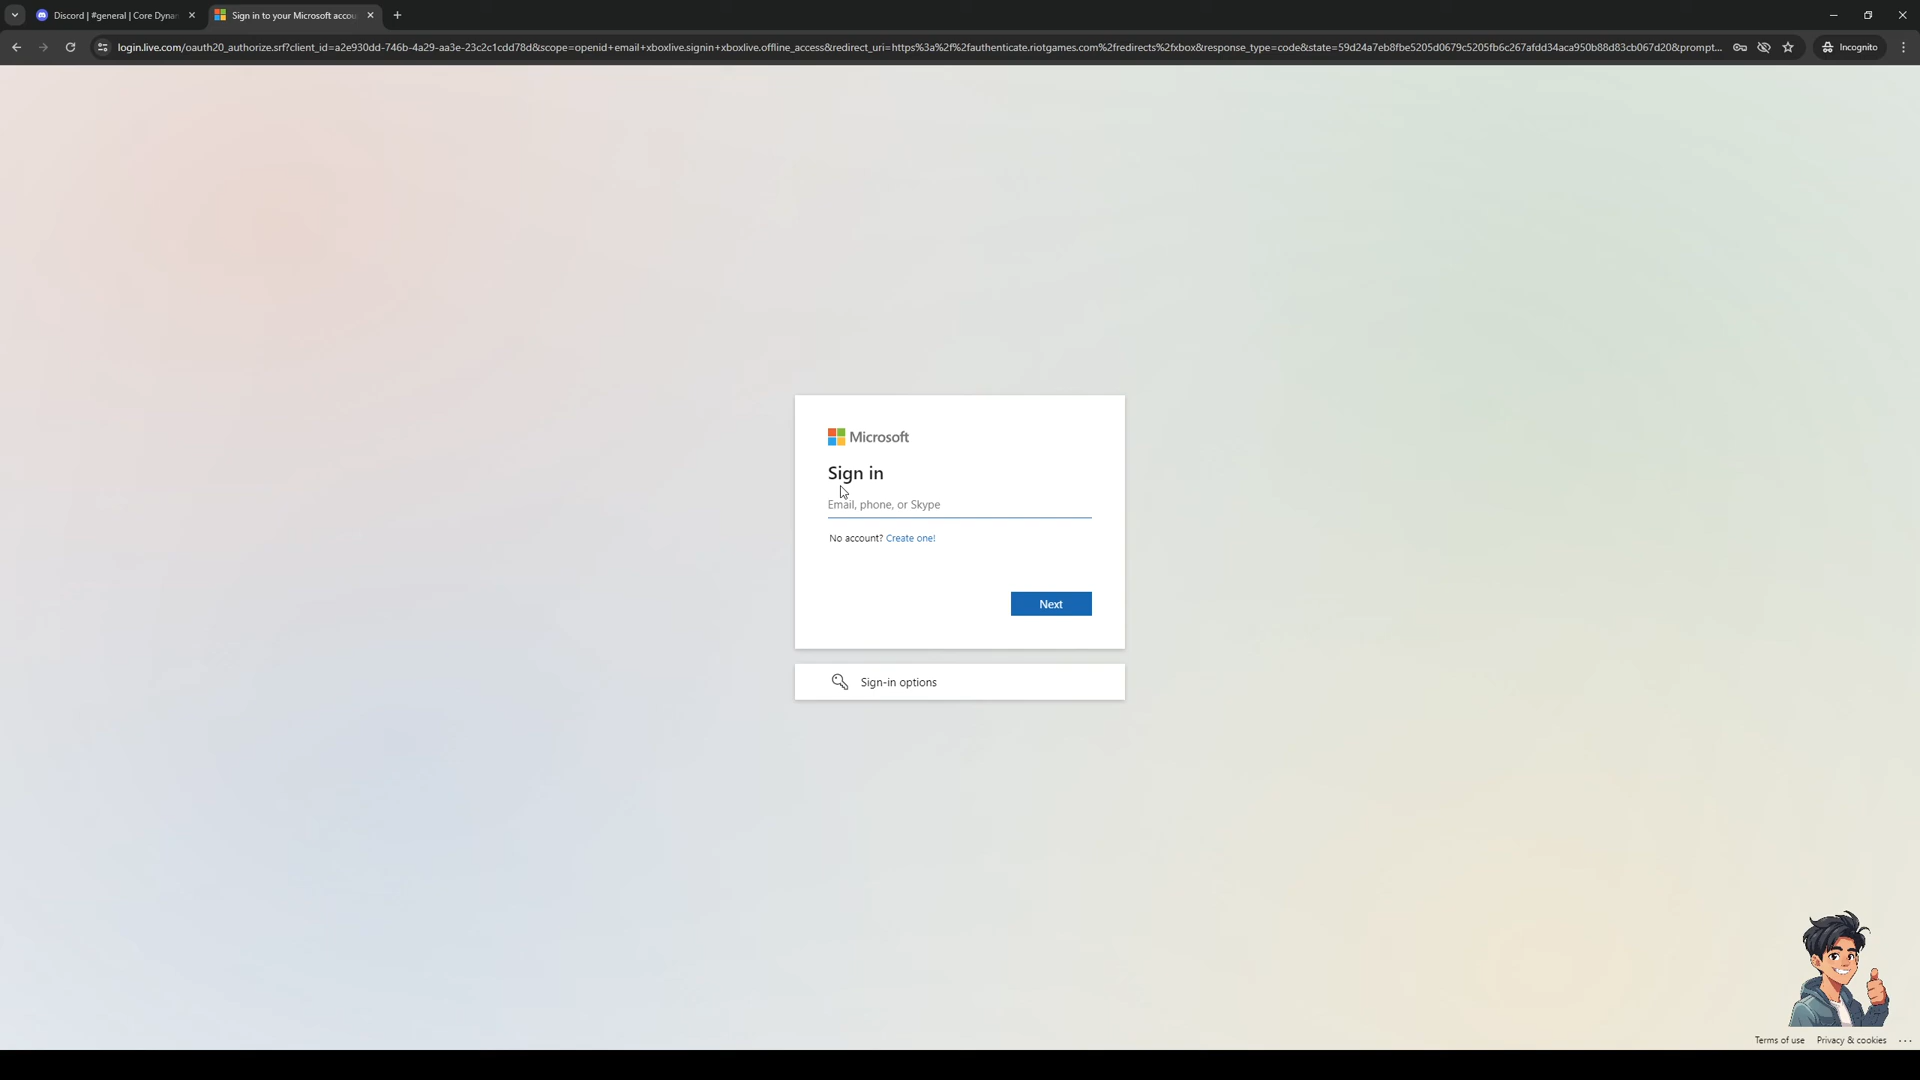 Discord | #general | Core Dynan
Sign in to your Microsoft accou
login.live.com/oauth20_authorize.srf?client_id=a2e930dd-746b-4a29-aa3e-23c2c1cdd78d&scope=openid+email+xboxlive.signin+xboxlive.offline_access&redirect_uri=https%3a%2f%2fauthenticate.riotgames.com%2fredirects%2fxbox&response_type=code&state=59d24a7eb8fbe5205d0679c5205fb6c267afdd34aca950b88d83cb067d20&prompt...
Incognito
Microsoft
Sign in
Email, phone, or Skype
No account? Create one!
Next
Sign-in options
Terms of use Privacy & cookies ...